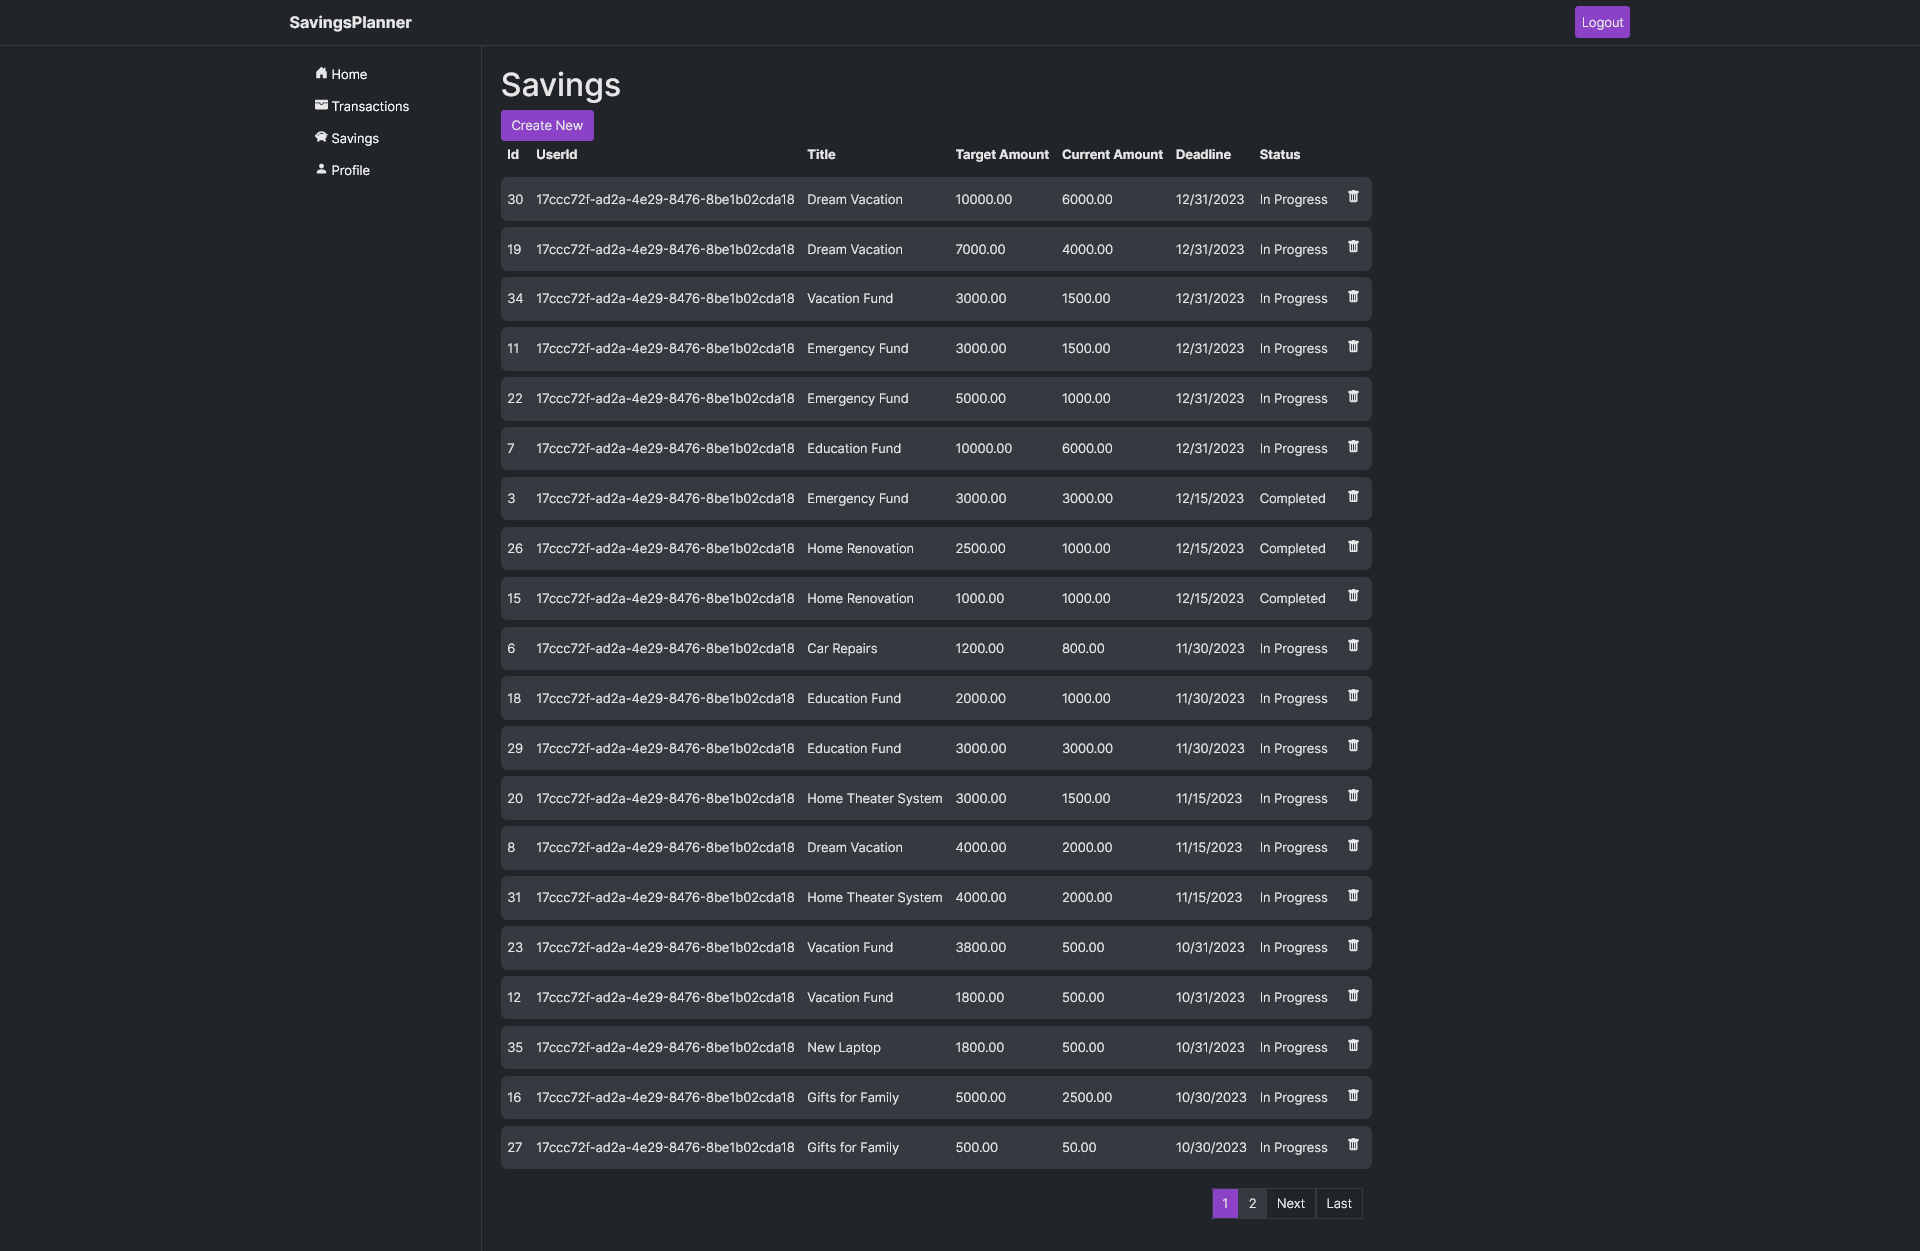 SavingsPlanner Logout
Home
Transactions
Savings
Profile
Savings
Create New
Id UserId Title Target Amount Current Amount Deadline Status
30 17ccc72f-ad2a-4e29-8476-8be1b02cda18 Dream Vacation 10000.00 6000.00 12/31/2023 In Progress
19 17ccc72f-ad2a-4e29-8476-8be1b02cda18 Dream Vacation 7000.00 4000.00 12/31/2023 In Progress
34 17ccc72f-ad2a-4e29-8476-8be1b02cda18 Vacation Fund 3000.00 1500.00 12/31/2023 In Progress
11 17ccc72f-ad2a-4e29-8476-8be1b02cda18 Emergency Fund 3000.00 1500.00 12/31/2023 In Progress
22 17ccc72f-ad2a-4e29-8476-8be1b02cda18 Emergency Fund 5000.00 1000.00 12/31/2023 In Progress
7 17ccc72f-ad2a-4e29-8476-8be1b02cda18 Education Fund 10000.00 6000.00 12/31/2023 In Progress
3 17ccc72f-ad2a-4e29-8476-8be1b02cda18 Emergency Fund 3000.00 3000.00 12/15/2023 Completed
26 17ccc72f-ad2a-4e29-8476-8be1b02cda18 Home Renovation 2500.00 1000.00 12/15/2023 Completed
15 17ccc72f-ad2a-4e29-8476-8be1b02cda18 Home Renovation 1000.00 1000.00 12/15/2023 Completed
6 17ccc72f-ad2a-4e29-8476-8be1b02cda18 Car Repairs 1200.00 800.00 11/30/2023 In Progress
18 17ccc72f-ad2a-4e29-8476-8be1b02cda18 Education Fund 2000.00 1000.00 11/30/2023 In Progress
29 17ccc72f-ad2a-4e29-8476-8be1b02cda18 Education Fund 3000.00 3000.00 11/30/2023 In Progress
20 17ccc72f-ad2a-4e29-8476-8be1b02cda18 Home Theater System 3000.00 1500.00 11/15/2023 In Progress
8 17ccc72f-ad2a-4e29-8476-8be1b02cda18 Dream Vacation 4000.00 2000.00 11/15/2023 In Progress
31 17ccc72f-ad2a-4e29-8476-8be1b02cda18 Home Theater System 4000.00 2000.00 11/15/2023 In Progress
23 17ccc72f-ad2a-4e29-8476-8be1b02cda18 Vacation Fund 3800.00 500.00 10/31/2023 In Progress
12 17ccc72f-ad2a-4e29-8476-8be1b02cda18 Vacation Fund 1800.00 500.00 10/31/2023 In Progress
35 17ccc72f-ad2a-4e29-8476-8be1b02cda18 New Laptop 1800.00 500.00 10/31/2023 In Progress
16 17ccc72f-ad2a-4e29-8476-8be1b02cda18 Gifts for Family 5000.00 2500.00 10/30/2023 In Progress
27 17ccc72f-ad2a-4e29-8476-8be1b02cda18 Gifts for Family 500.00 50.00 10/30/2023 In Progress
1 2 Next Last